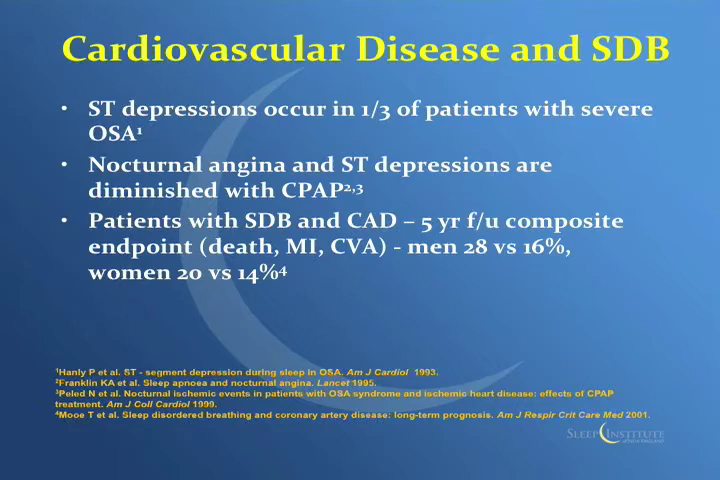 Cardiovascular Disease and SDB
• ST depressions occur in 1/3 of patients with severe
OSA¹
• Nocturnal angina and ST depressions are
diminished with CPAP²,³
• Patients with SDB and CAD – 5 yr f/u composite
endpoint (death, MI, CVA) - men 28 vs 16%,
women 20 vs 14%⁴
¹Hanly P et al. ST - segment depression during sleep in OSA. Am J Cardiol 1993.
²Franklin KA et al. Sleep apnoea and nocturnal angina. Lancet 1995.
³Peled N et al. Nocturnal ischemic events in patients with OSA syndrome and ischemic heart disease: effects of CPAP
treatment. Am J Coll Cardiol 1999.
⁴Mooe T et al. Sleep disordered breathing and coronary artery disease: long-term prognosis. Am J Respir Crit Care Med 2001.
SLEEP INSTITUTE
of NEW ENGLAND